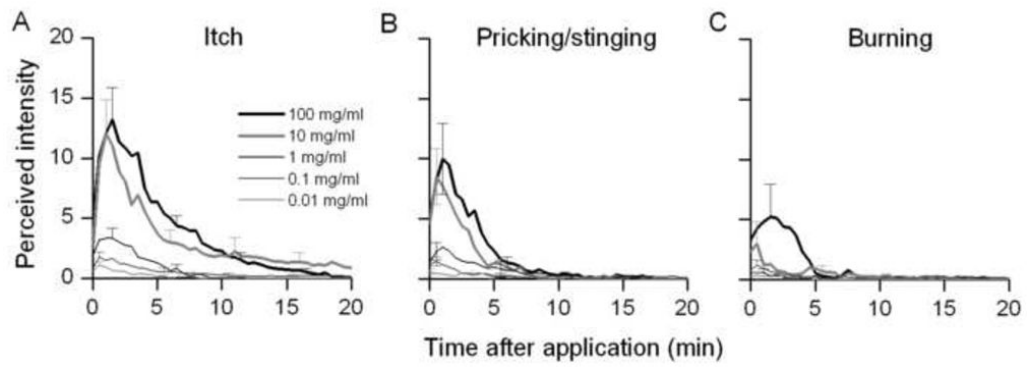 A Itch
B Pricking/stinging
C Burning
Perceived intensity
20
15
10
5
0
100 mg/ml
10 mg/ml
1 mg/ml
0.1 mg/ml
0.01 mg/ml
0 5 10 15 20
0 5 10 15 20
0 5 10 15 20
Time after application (min)